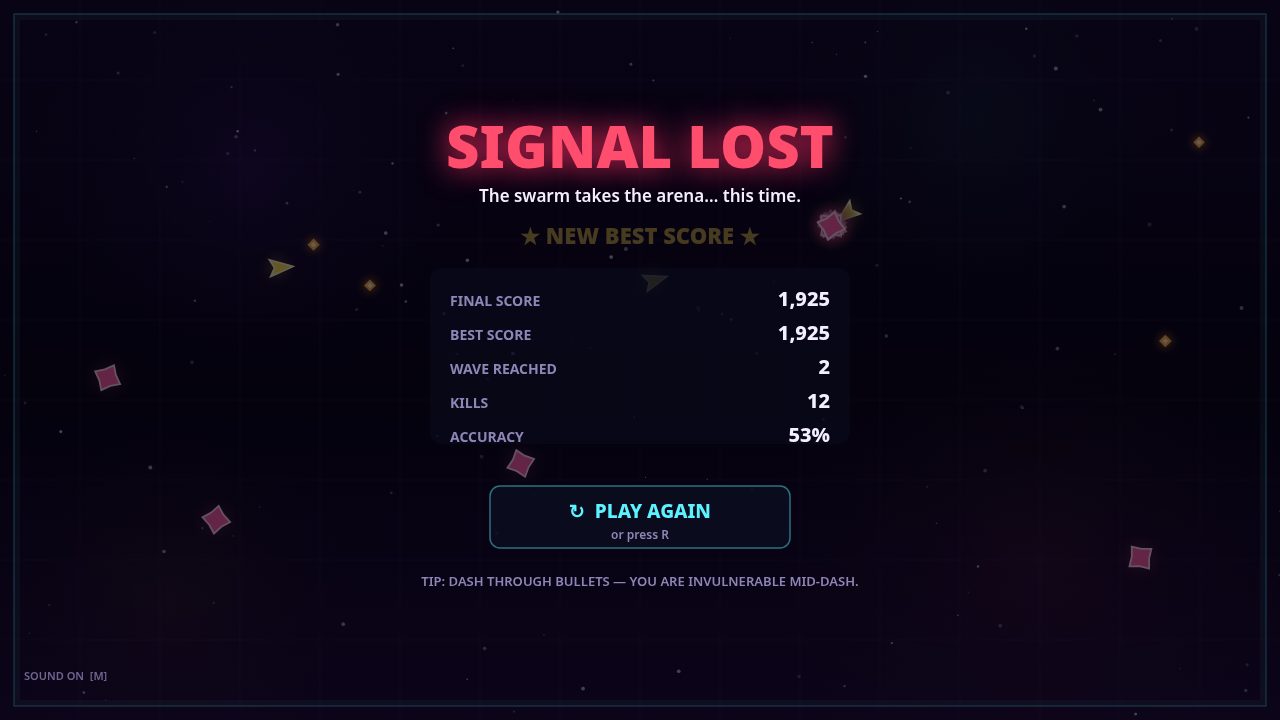 SIGNAL LOST
The swarm takes the arena... this time.
★ NEW BEST SCORE ★
FINAL SCORE 1,925
BEST SCORE 1,925
WAVE REACHED 2
KILLS 12
ACCURACY 53%
↻ PLAY AGAIN
or press R
TIP: DASH THROUGH BULLETS — YOU ARE INVULNERABLE MID-DASH.
SOUND ON [M]